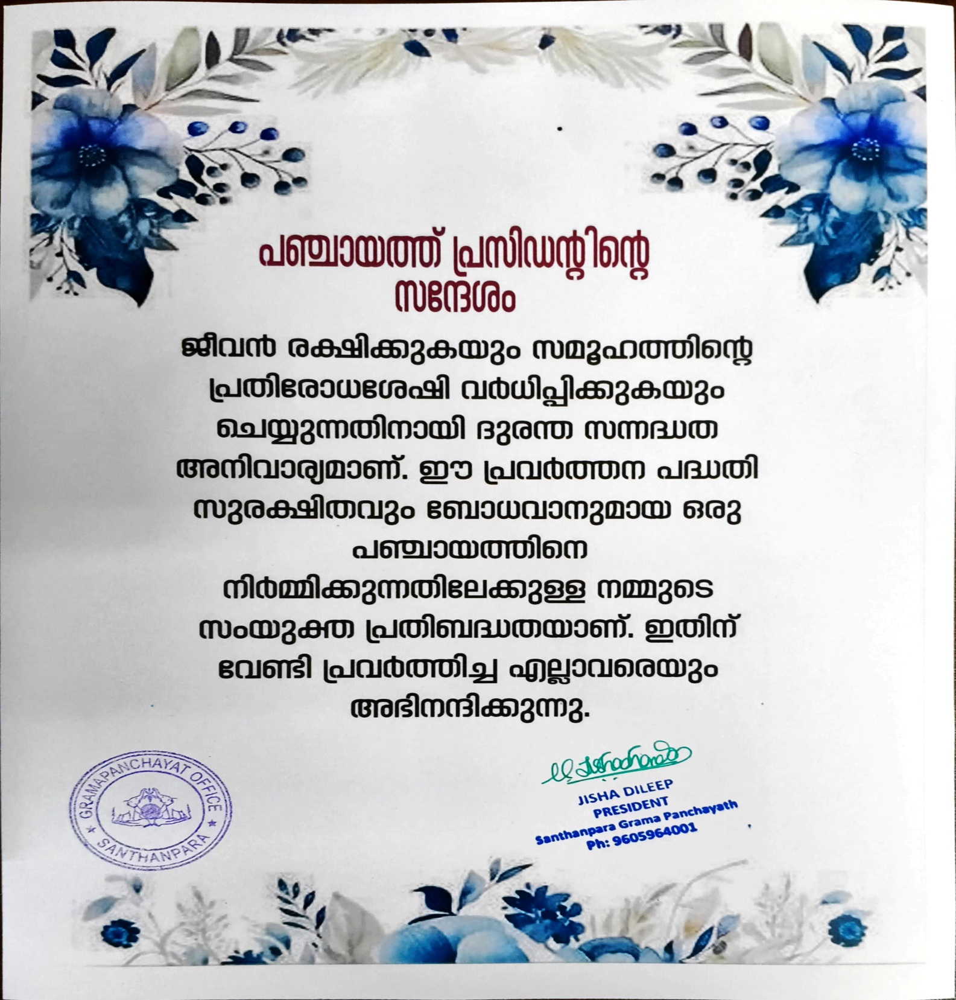 പഞ്ചായത്ത് പ്രസിഡന്റിന്റെ
സന്ദേശം
ജീവൻ രക്ഷിക്കുകയും സമൂഹത്തിന്റെ
പ്രതിരോധശേഷി വർധിപ്പിക്കുകയും
ചെയ്യുന്നതിനായി ദുരന്ത സന്നദ്ധത
അനിവാര്യമാണ്. ഈ പ്രവർത്തന പദ്ധതി
സുരക്ഷിതവും ബോധവാനുമായ ഒരു
പഞ്ചായത്തിനെ
നിർമ്മിക്കുന്നതിലേക്കുള്ള നമ്മുടെ
സംയുക്ത പ്രതിബദ്ധതയാണ്. ഇതിന്
വേണ്ടി പ്രവർത്തിച്ച എല്ലാവരെയും
അഭിനന്ദിക്കുന്നു.
GRAMAPANCHAYAT OFFICE
SANTHANPARA
JISHA DILEEP
PRESIDENT
Santhanpara Grama Panchayath
Ph: 9605964001